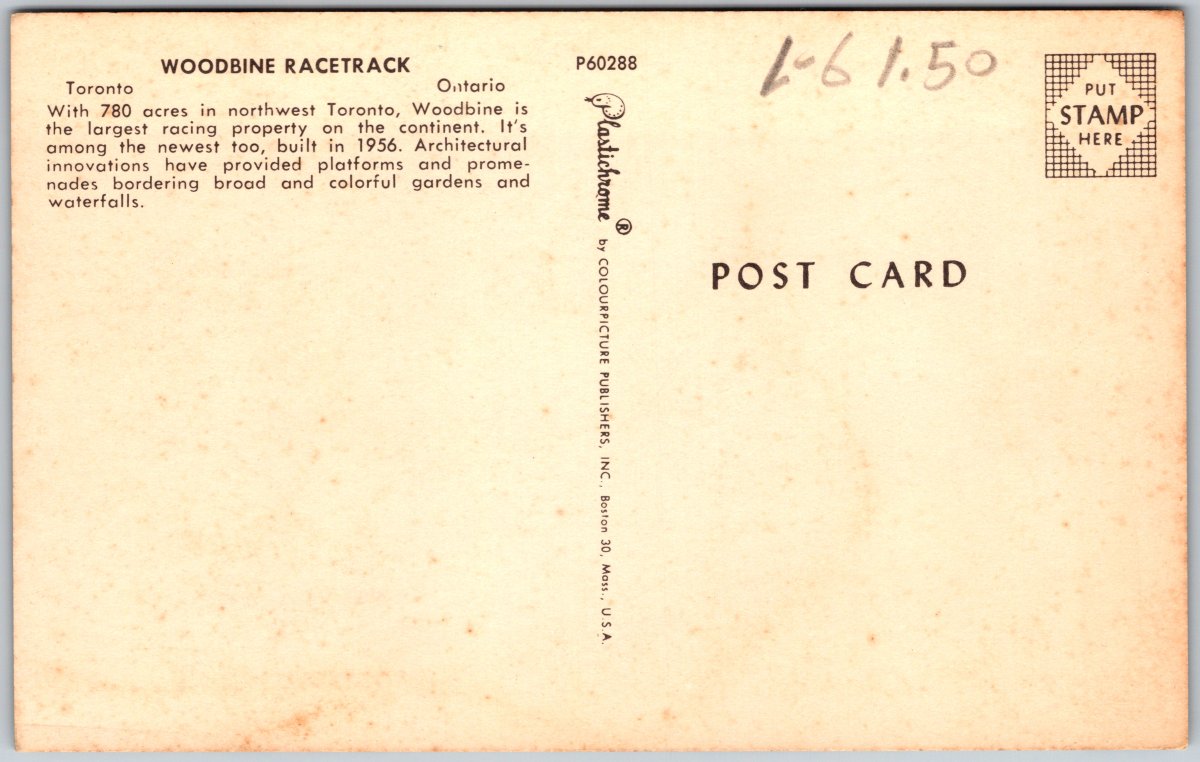 WOODBINE RACETRACK
Toronto Ontario
With 780 acres in northwest Toronto, Woodbine is
the largest racing property on the continent. It's
among the newest too, built in 1956. Architectural
innovations have provided platforms and prome-
nades bordering broad and colorful gardens and
waterfalls.
P60288
Plastichrome ® by COLOURPICTURE PUBLISHERS, INC., Boston 30, Mass., U.S.A.
1.50
PUT
STAMP
HERE
POST CARD